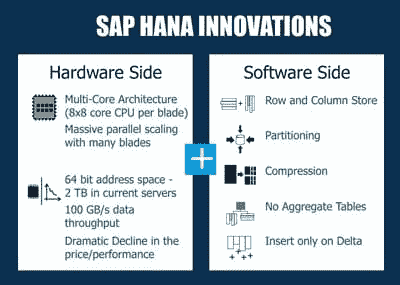 SAP HANA INNOVATIONS
Hardware Side
Multi-Core Architecture
(8x8 core CPU per blade)
Massive parallel scaling
with many blades
64 bit address space -
2 TB in current servers
100 GB/s data
throughput
Dramatic Decline in the
price/performance
Software Side
Row and Column Store
Partitioning
Compression
No Aggregate Tables
Insert only on Delta